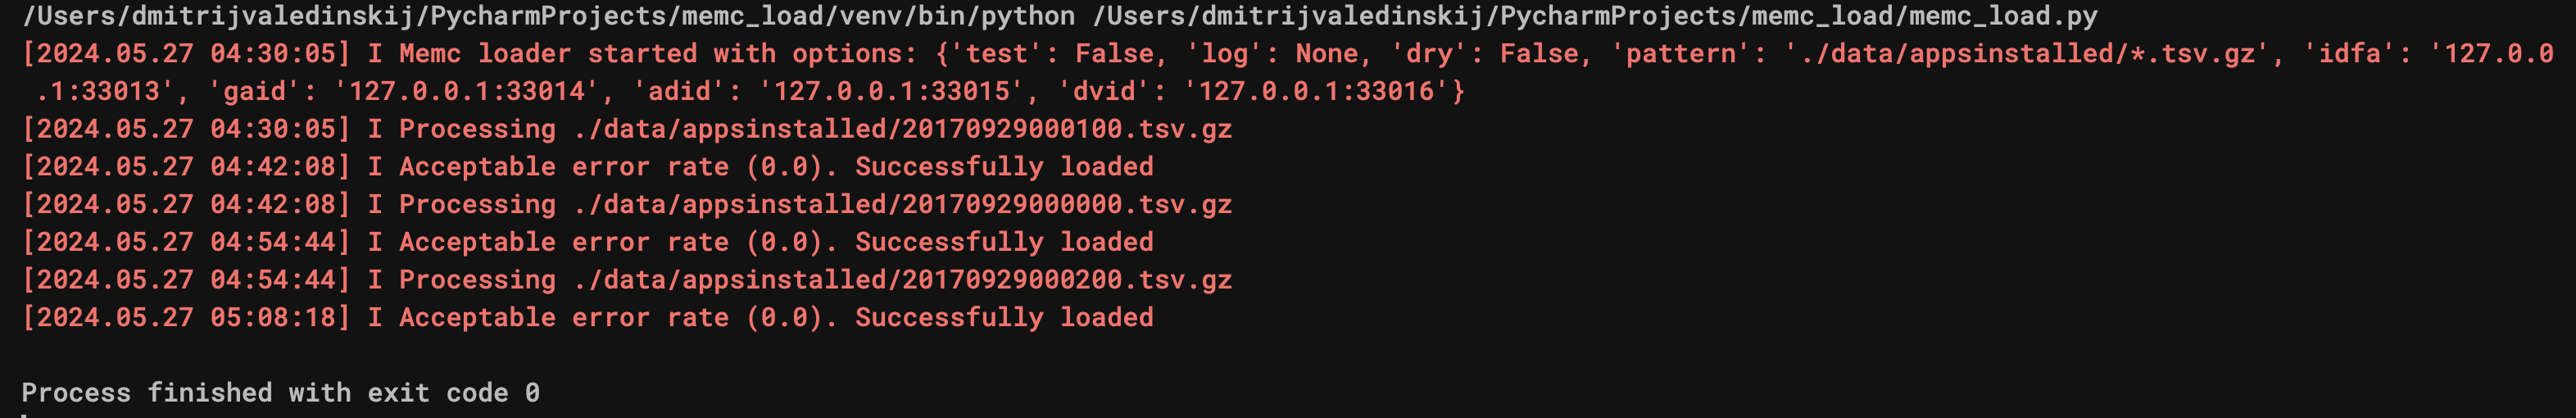 /Users/dmitrijvaledinskij/PycharmProjects/memc_load/venv/bin/python /Users/dmitrijvaledinskij/PycharmProjects/memc_load/memc_load.py
[2024.05.27 04:30:05] I Memc loader started with options: {'test': False, 'log': None, 'dry': False, 'pattern': './data/appsinstalled/*.tsv.gz', 'idfa': '127.0.0
.1:33013', 'gaid': '127.0.0.1:33014', 'adid': '127.0.0.1:33015', 'dvid': '127.0.0.1:33016'}
[2024.05.27 04:30:05] I Processing ./data/appsinstalled/20170929000100.tsv.gz
[2024.05.27 04:42:08] I Acceptable error rate (0.0). Successfully loaded
[2024.05.27 04:42:08] I Processing ./data/appsinstalled/20170929000000.tsv.gz
[2024.05.27 04:54:44] I Acceptable error rate (0.0). Successfully loaded
[2024.05.27 04:54:44] I Processing ./data/appsinstalled/20170929000200.tsv.gz
[2024.05.27 05:08:18] I Acceptable error rate (0.0). Successfully loaded
Process finished with exit code 0